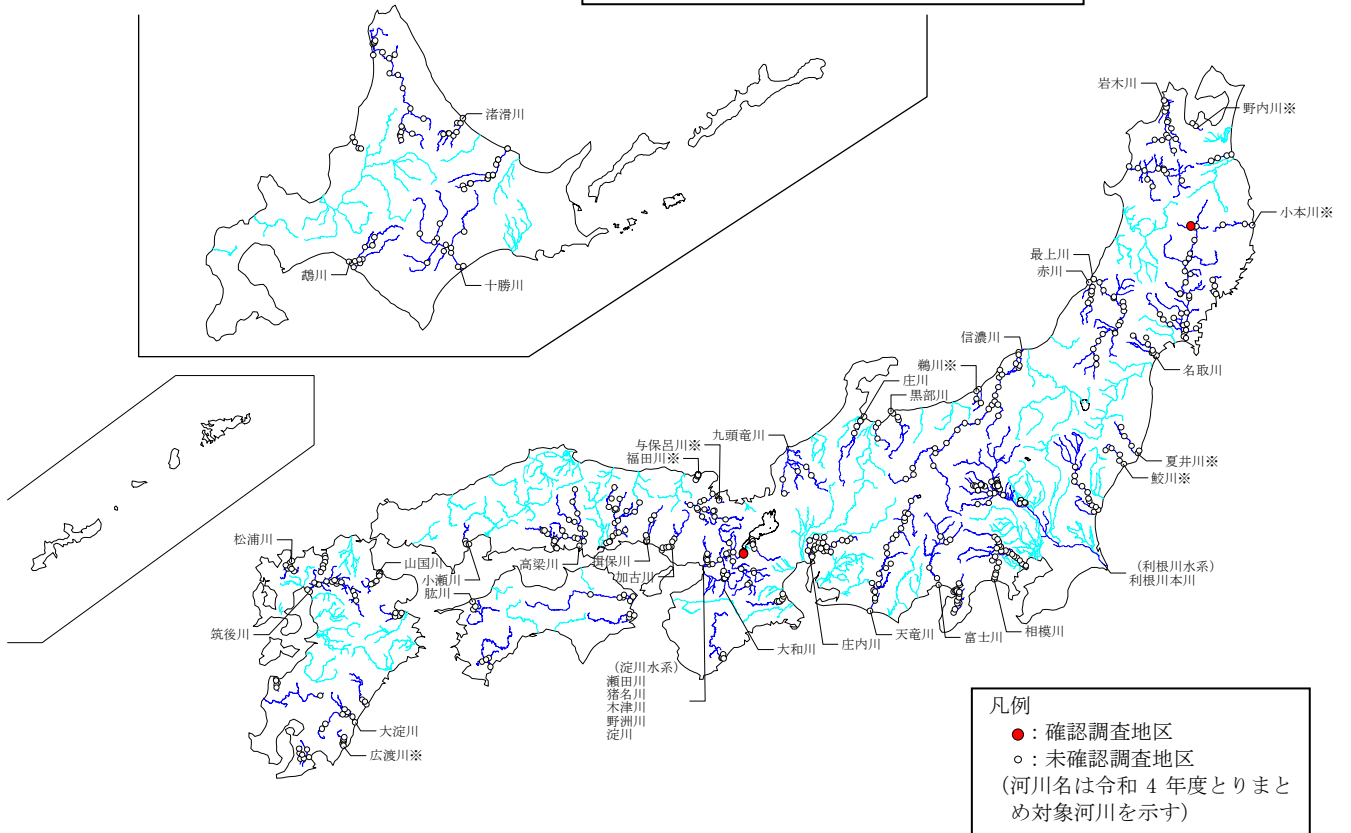 渚滑川
鵡川
十勝川
岩木川
野内川※
小本川※
最上川
赤川
信濃川
鵜川※
庄川
黒部川
名取川
九頭竜川
与保呂川※
福田川※
夏井川※
鮫川※
松浦川
山国川
小瀬川
肱川
高梁川
揖保川
加古川
(利根川水系)
利根川本川
筑後川
大和川
庄内川
天竜川
富士川
相模川
(淀川水系)
瀬田川
猪名川
木津川
野洲川
淀川
大淀川
広渡川※
凡例
:確認調査地区
:未確認調査地区
(河川名は令和 4 年度とりまと
め対象河川を示す)